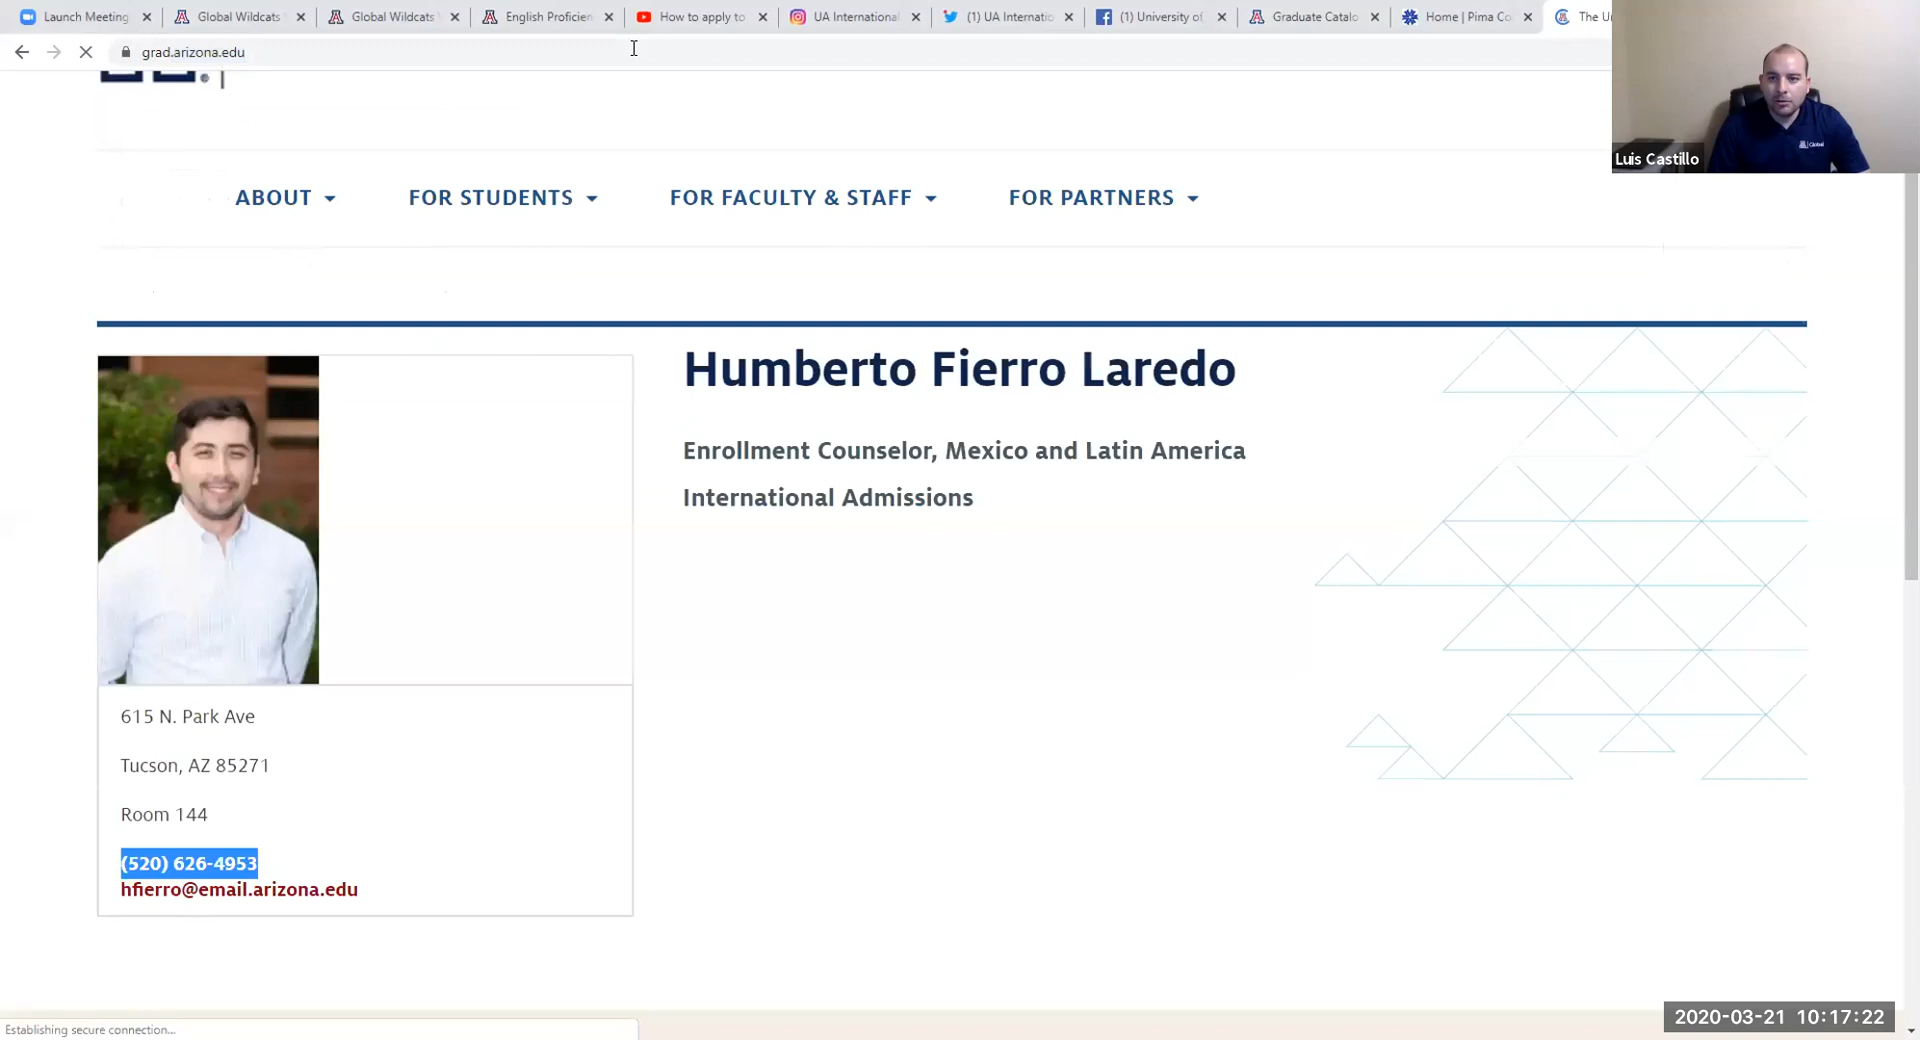 Launch Meeting
Global Wildcats
Global Wildcats
English Proficien
How to apply to
UA International
(1) UA Internatio
(1) University of
Graduate Catalo
Home | Pima Co
The U
grad.arizona.edu
Luis Castillo
ABOUT
FOR STUDENTS
FOR FACULTY & STAFF
FOR PARTNERS
Humberto Fierro Laredo
Enrollment Counselor, Mexico and Latin America
International Admissions
615 N. Park Ave
Tucson, AZ 85271
Room 144
(520) 626-4953
hfierro@email.arizona.edu
Establishing secure connection...
2020-03-21 10:17:22